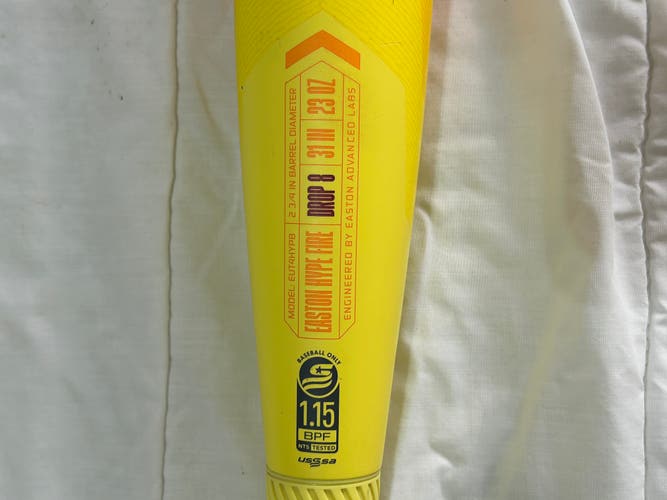 MODEL: EUT4HYP8 2 3/4 IN BARREL DIAMETER
EASTON HYPE FIRE DROP 8 31 IN 23 OZ
ENGINEERED BY EASTON ADVANCED LABS
BASEBALL ONLY
S
1.15
BPF
NTS TESTED
USSSA